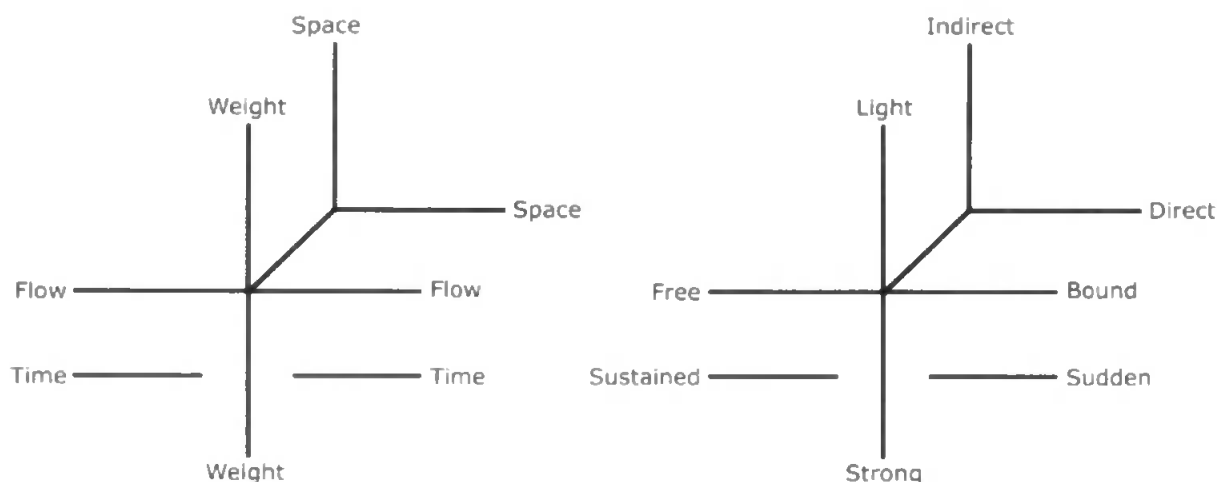 Space
Weight
Space
Flow
Flow
Time
Time
Weight
Indirect
Light
Direct
Free
Bound
Sustained
Sudden
Strong